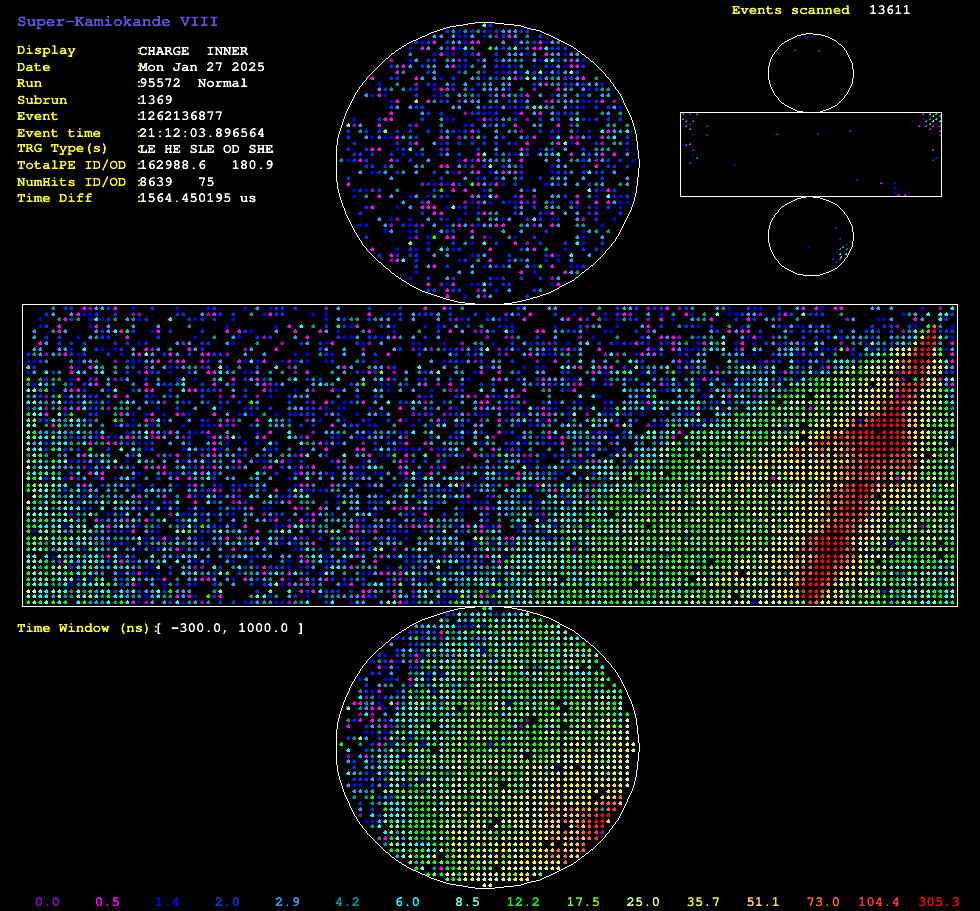 Super-Kamiokande VIII
Events scanned 13611
Display :CHARGE INNER
Date :Mon Jan 27 2025
Run :95572 Normal
Subrun :1369
Event :1262136877
Event time :21:12:03.896564
TRG Type(s) :LE HE SLE OD SHE
TotalPE ID/OD :162988.6 180.9
NumHits ID/OD :8639 75
Time Diff :1564.450195 us
Time Window (ns):[ -300.0, 1000.0 ]
0.0 0.5 1.4 2.0 2.9 4.2 6.0 8.5 12.2 17.5 25.0 35.7 51.1 73.0 104.4 305.3